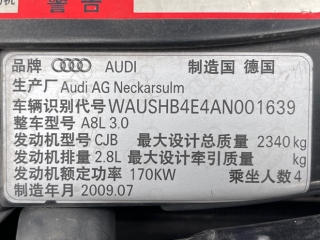 警告
品牌 AUDI 制造国 德国
生产厂 Audi AG Neckarsulm
车辆识别代号 WAUSHB4E4AN001639
整车型号 A8L 3.0
发动机型号 CJB 最大设计总质量 2340kg
发动机排量 2.8L 最大设计牵引质量 kg
发动机额定功率 170KW 乘坐人数 4
制造年月 2009.07